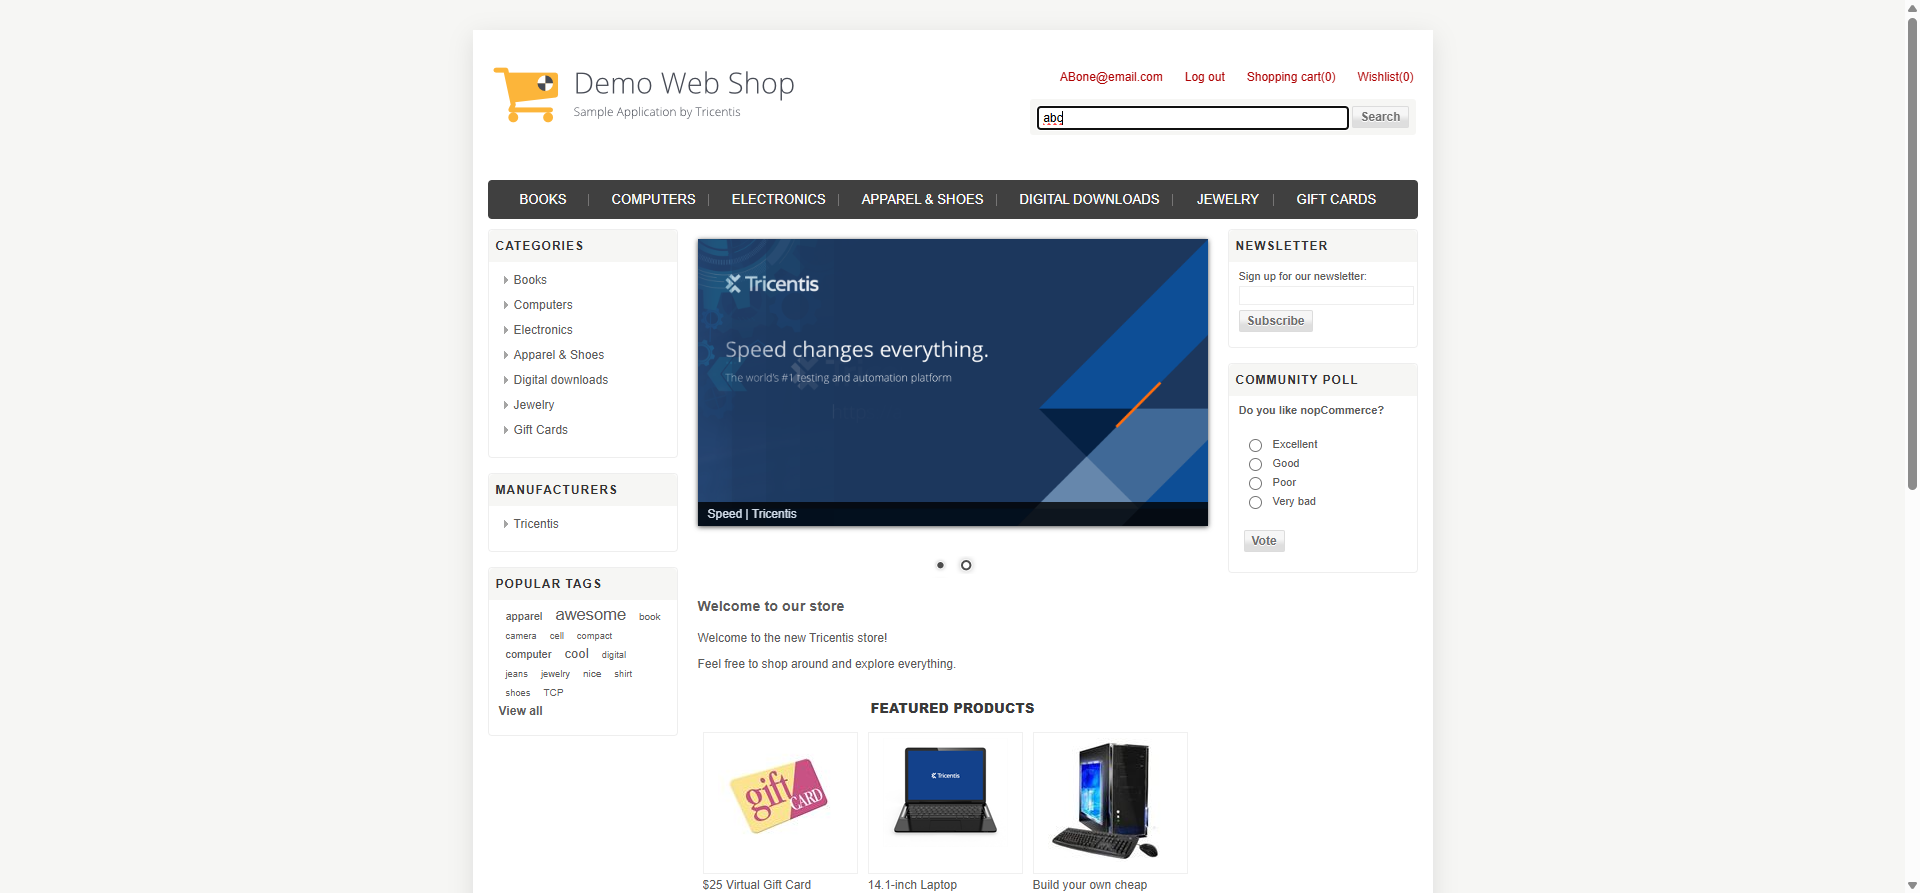 Demo Web Shop
Sample Application by Tricentis
ABone@email.com Log out Shopping cart(0) Wishlist(0)
abc Search
BOOKS COMPUTERS ELECTRONICS APPAREL & SHOES DIGITAL DOWNLOADS JEWELRY GIFT CARDS
CATEGORIES
Books
Computers
Electronics
Apparel & Shoes
Digital downloads
Jewelry
Gift Cards
MANUFACTURERS
Tricentis
POPULAR TAGS
apparel awesome book
camera cell compact
computer cool digital
jeans jewelry nice shirt
shoes TCP
View all
Tricentis
Speed changes everything.
The world's #1 testing and automation platform
Speed | Tricentis
Welcome to our store
Welcome to the new Tricentis store!
Feel free to shop around and explore everything.
FEATURED PRODUCTS
gift CARD
Tricentis
$25 Virtual Gift Card
14.1-inch Laptop
Build your own cheap
NEWSLETTER
Sign up for our newsletter:
Subscribe
COMMUNITY POLL
Do you like nopCommerce?
Excellent
Good
Poor
Very bad
Vote